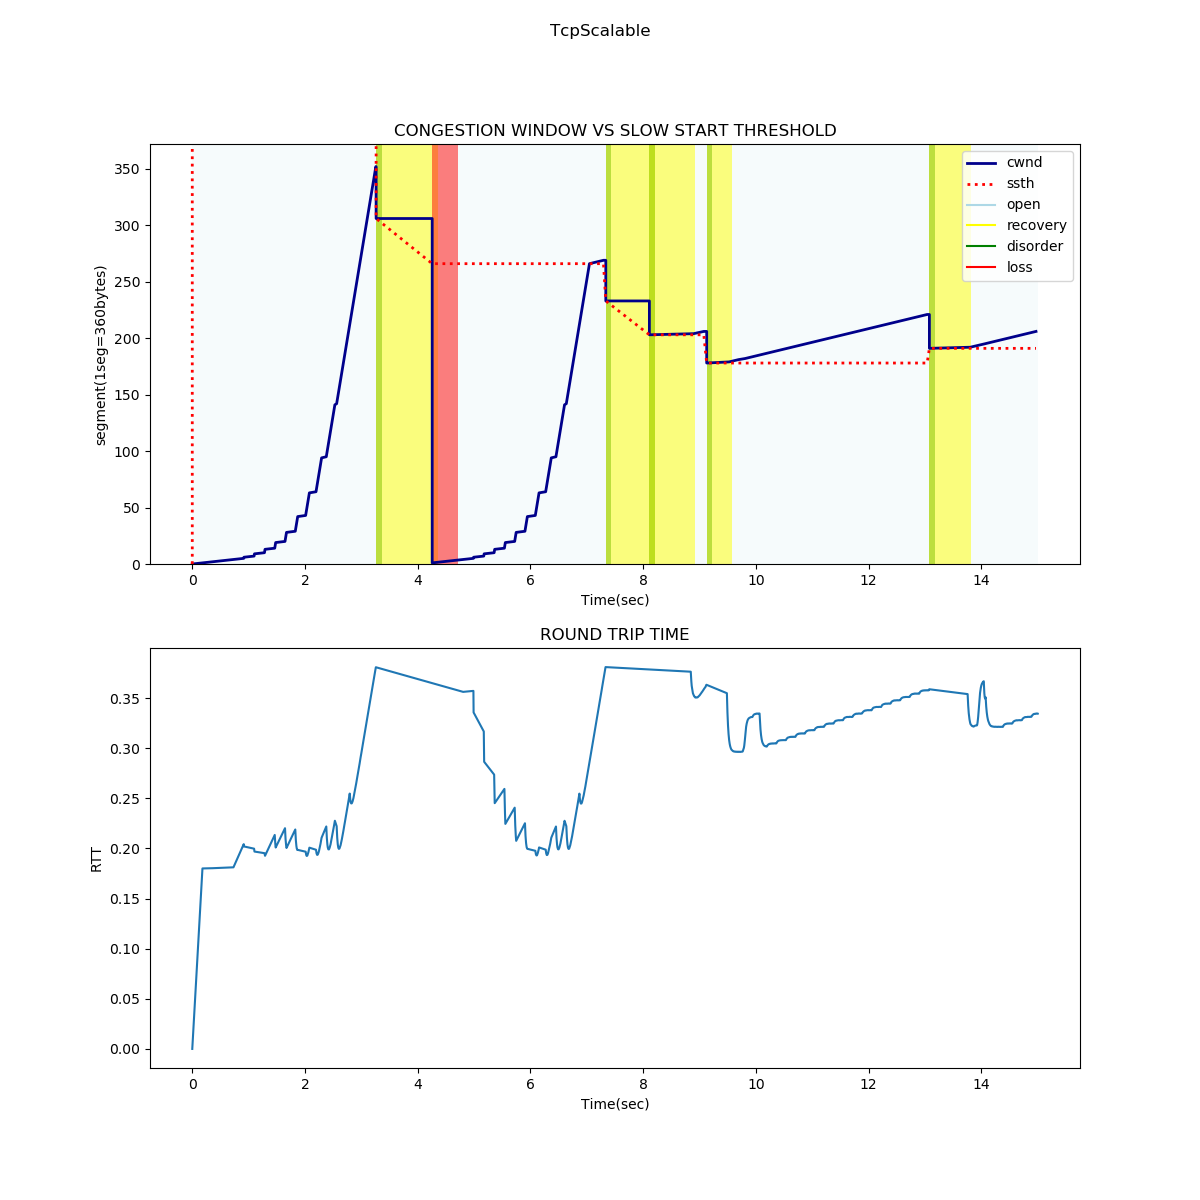 TcpScalable
CONGESTION WINDOW VS SLOW START THRESHOLD
segment(1seg=360bytes)
350
300
250
200
150
100
50
0
cwnd
ssth
open
recovery
disorder
loss
0 2 4 6 8 10 12 14
Time(sec)
ROUND TRIP TIME
RTT
0.35
0.30
0.25
0.20
0.15
0.10
0.05
0.00
0 2 4 6 8 10 12 14
Time(sec)